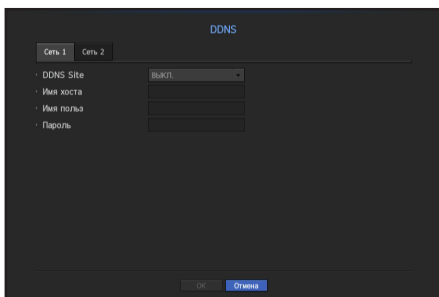 DDNS
Сеть 1 Сеть 2
DDNS Site ВЫКЛ.
Имя хоста
Имя польз
Пароль
OK Отмена